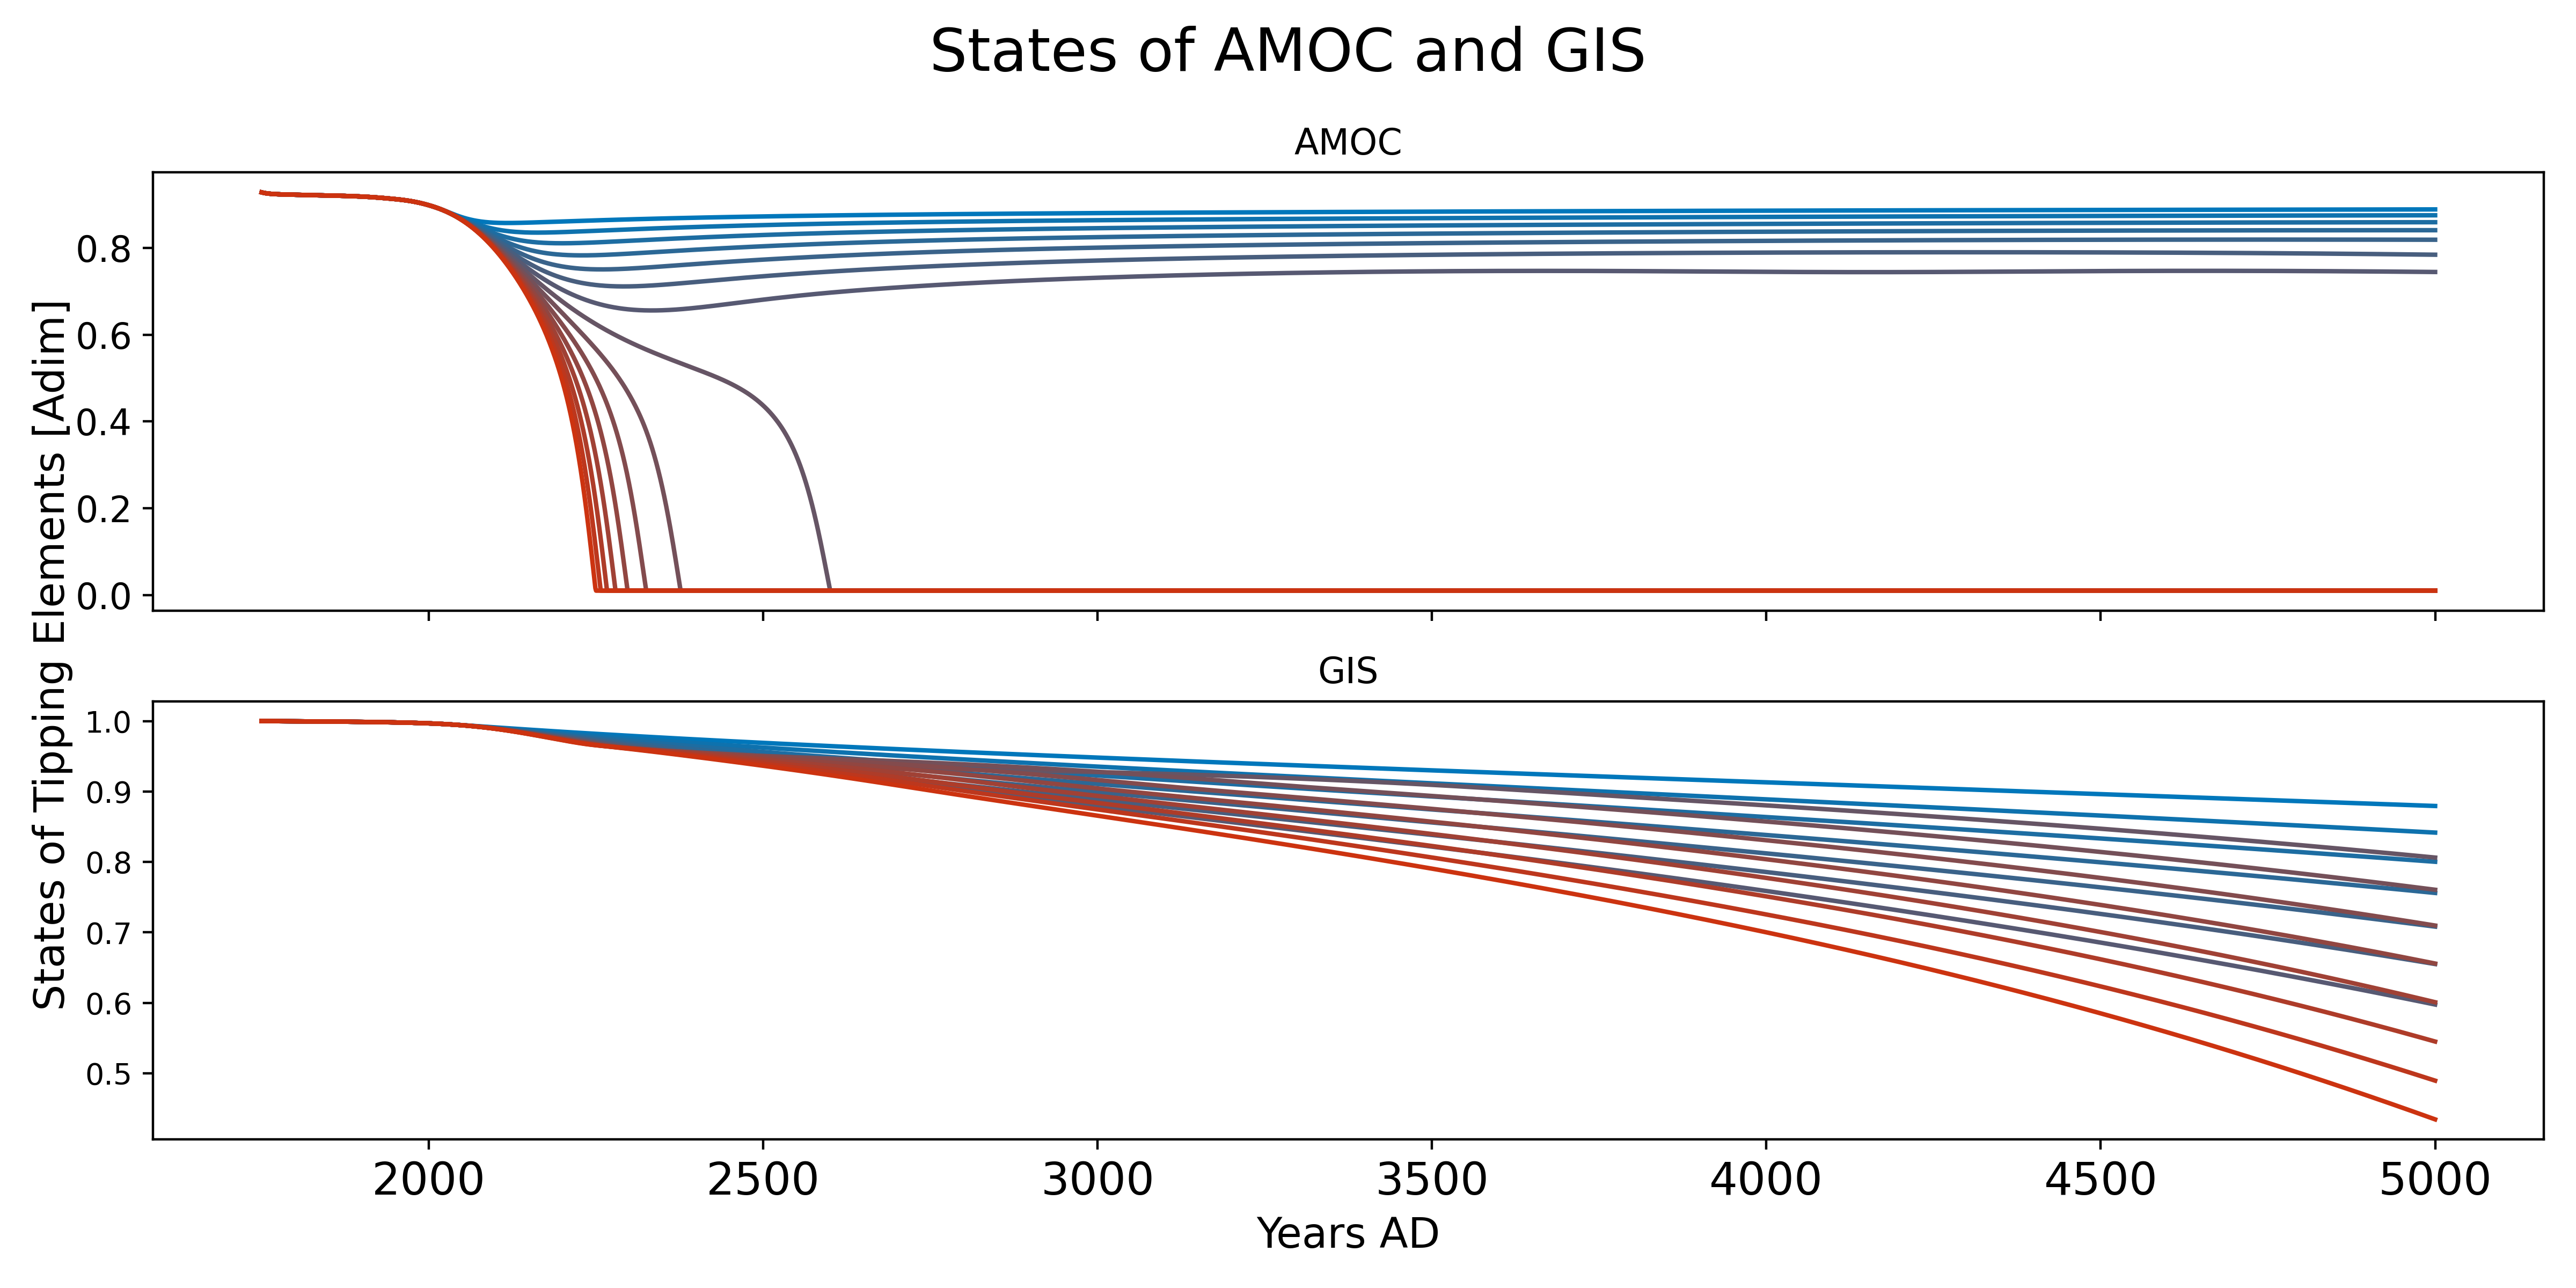 States of AMOC and GIS
AMOC
0.8
0.6
0.4
0.2
0.0
States of Tipping Elements [Adim]
GIS
1.0
0.9
0.8
0.7
0.6
0.5
2000 2500 3000 3500 4000 4500 5000
Years AD